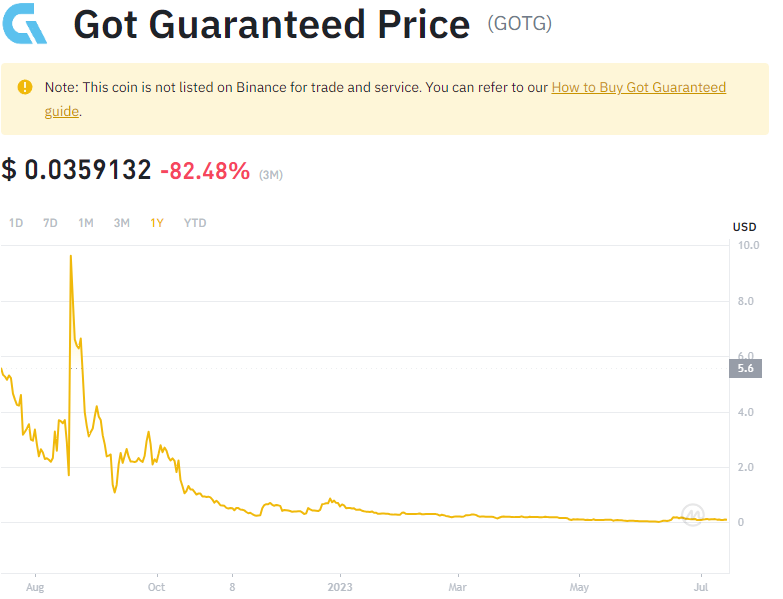 Got Guaranteed Price (GOTG)
Note: This coin is not listed on Binance for trade and service. You can refer to our How to Buy Got Guaranteed
guide.
$ 0.0359132 -82.48% (3M)
1D 7D 1M 3M 1Y YTD
USD
10.0
8.0
6.0
5.6
4.0
2.0
0
Aug Oct 8 2023 Mar May Jul